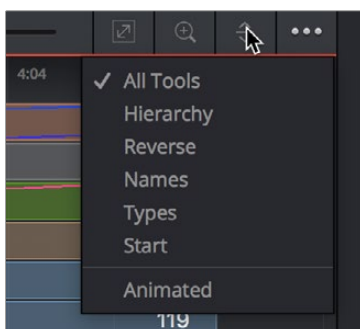 4:04
All Tools
Hierarchy
Reverse
Names
Types
Start
Animated
119